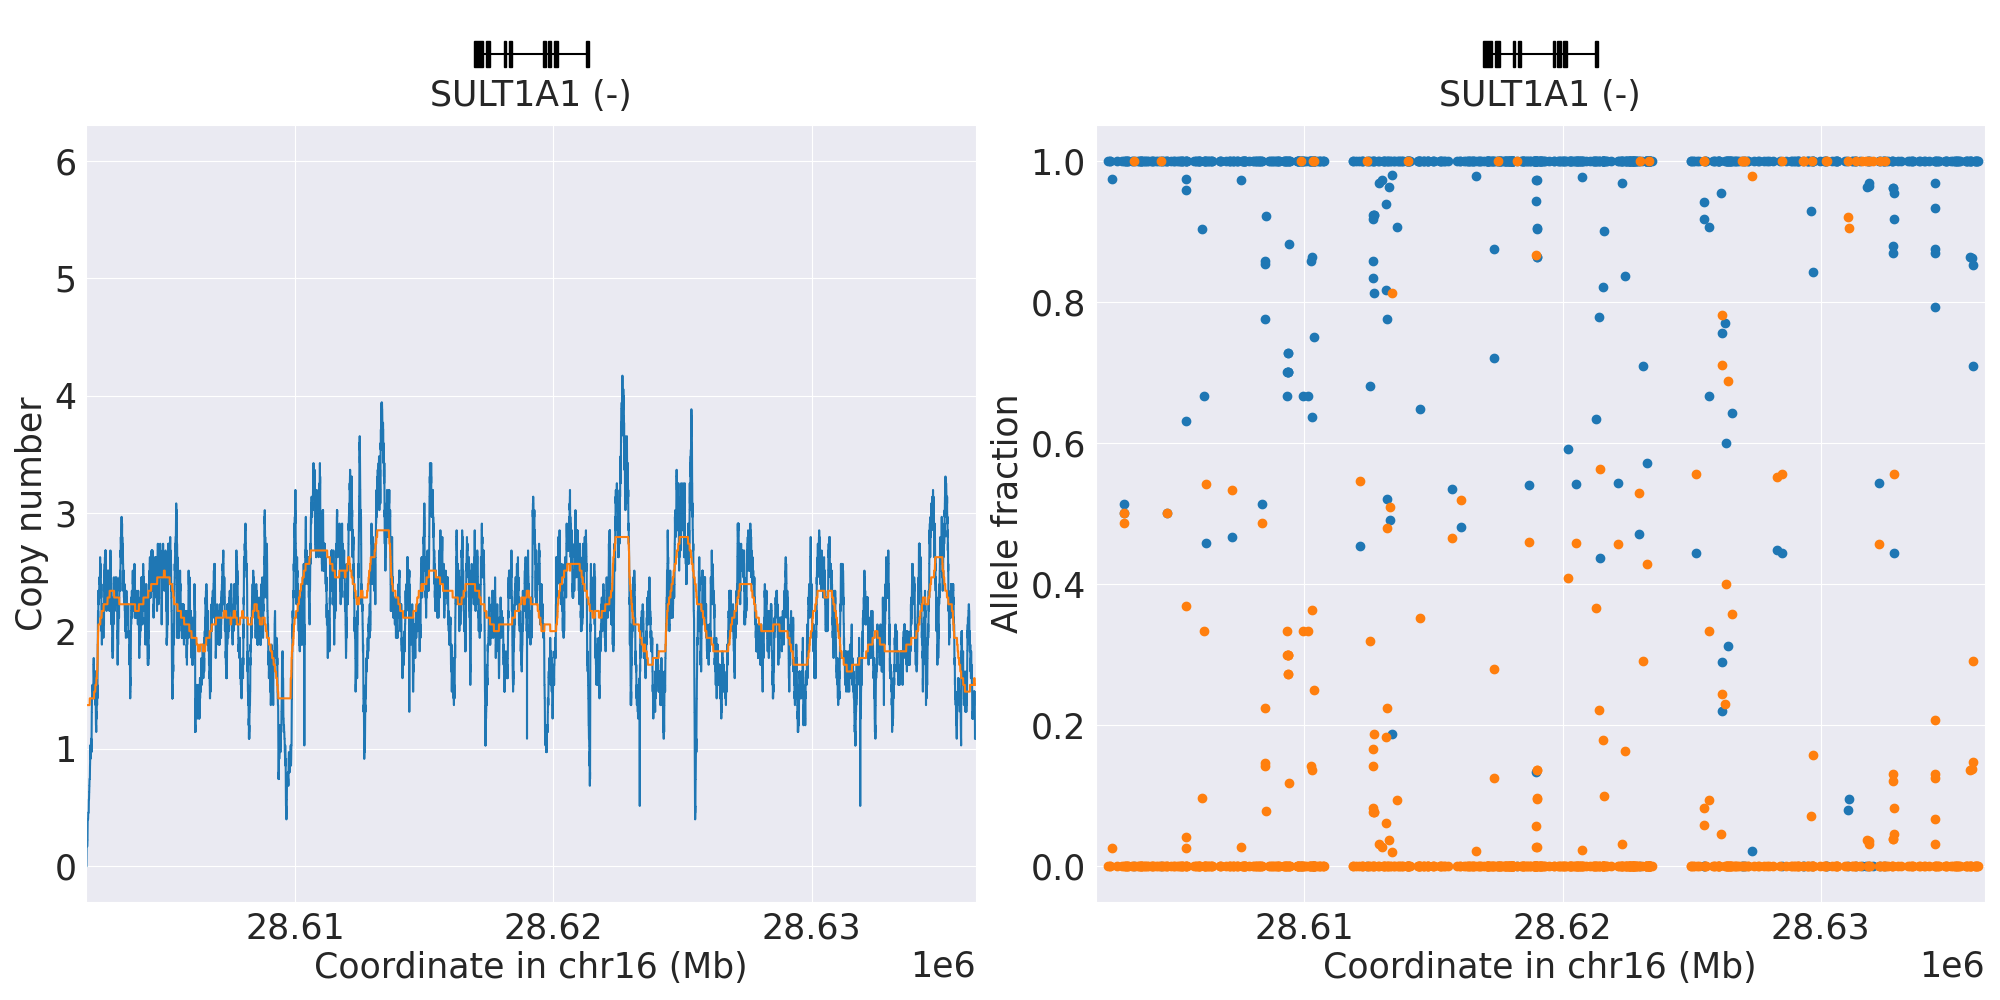 SULT1A1 (-)
6
5
4
3
2
1
0
Copy number
28.61
28.62
28.63
Coordinate in chr16 (Mb)
1e6
SULT1A1 (-)
1.0
0.8
0.6
0.4
0.2
0.0
Allele fraction
28.61
28.62
28.63
Coordinate in chr16 (Mb)
1e6